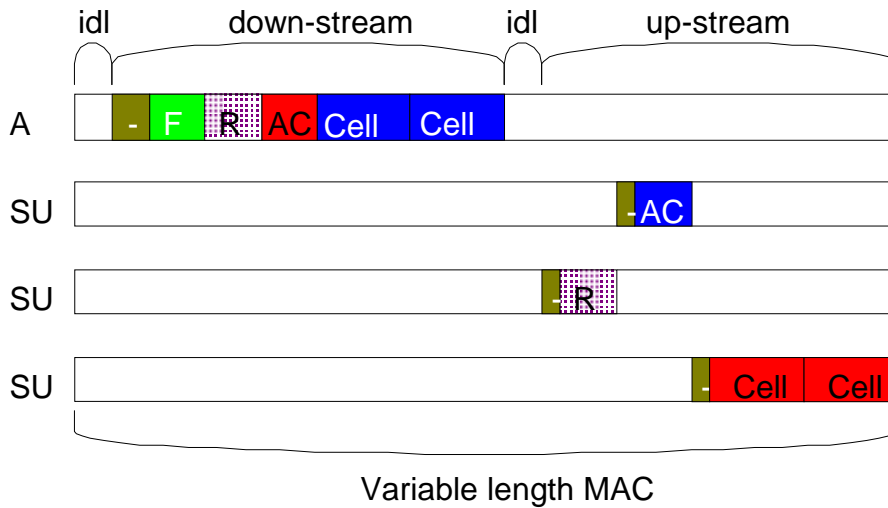 idl down-stream idl up-stream
A - F R AC Cell Cell
SU - AC
SU - R
SU - Cell Cell
Variable length MAC